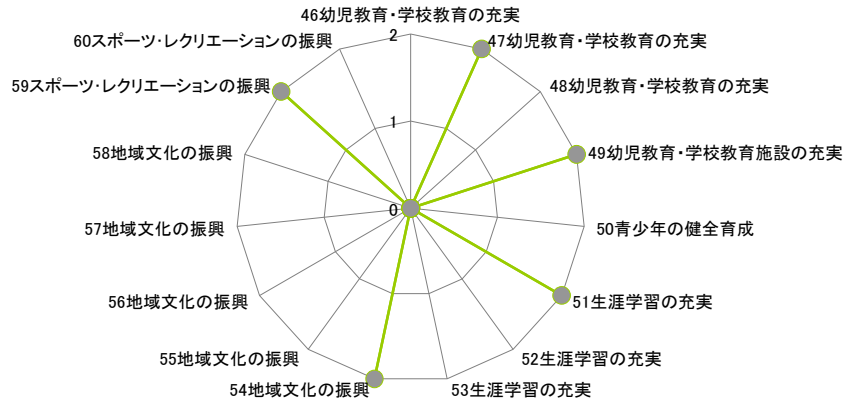 46幼児教育・学校教育の充実
47幼児教育・学校教育の充実
48幼児教育・学校教育の充実
49幼児教育・学校教育施設の充実
50青少年の健全育成
51生涯学習の充実
52生涯学習の充実
53生涯学習の充実
54地域文化の振興
55地域文化の振興
56地域文化の振興
57地域文化の振興
58地域文化の振興
59スポーツ・レクリエーションの振興
60スポーツ・レクリエーションの振興
2
1
0